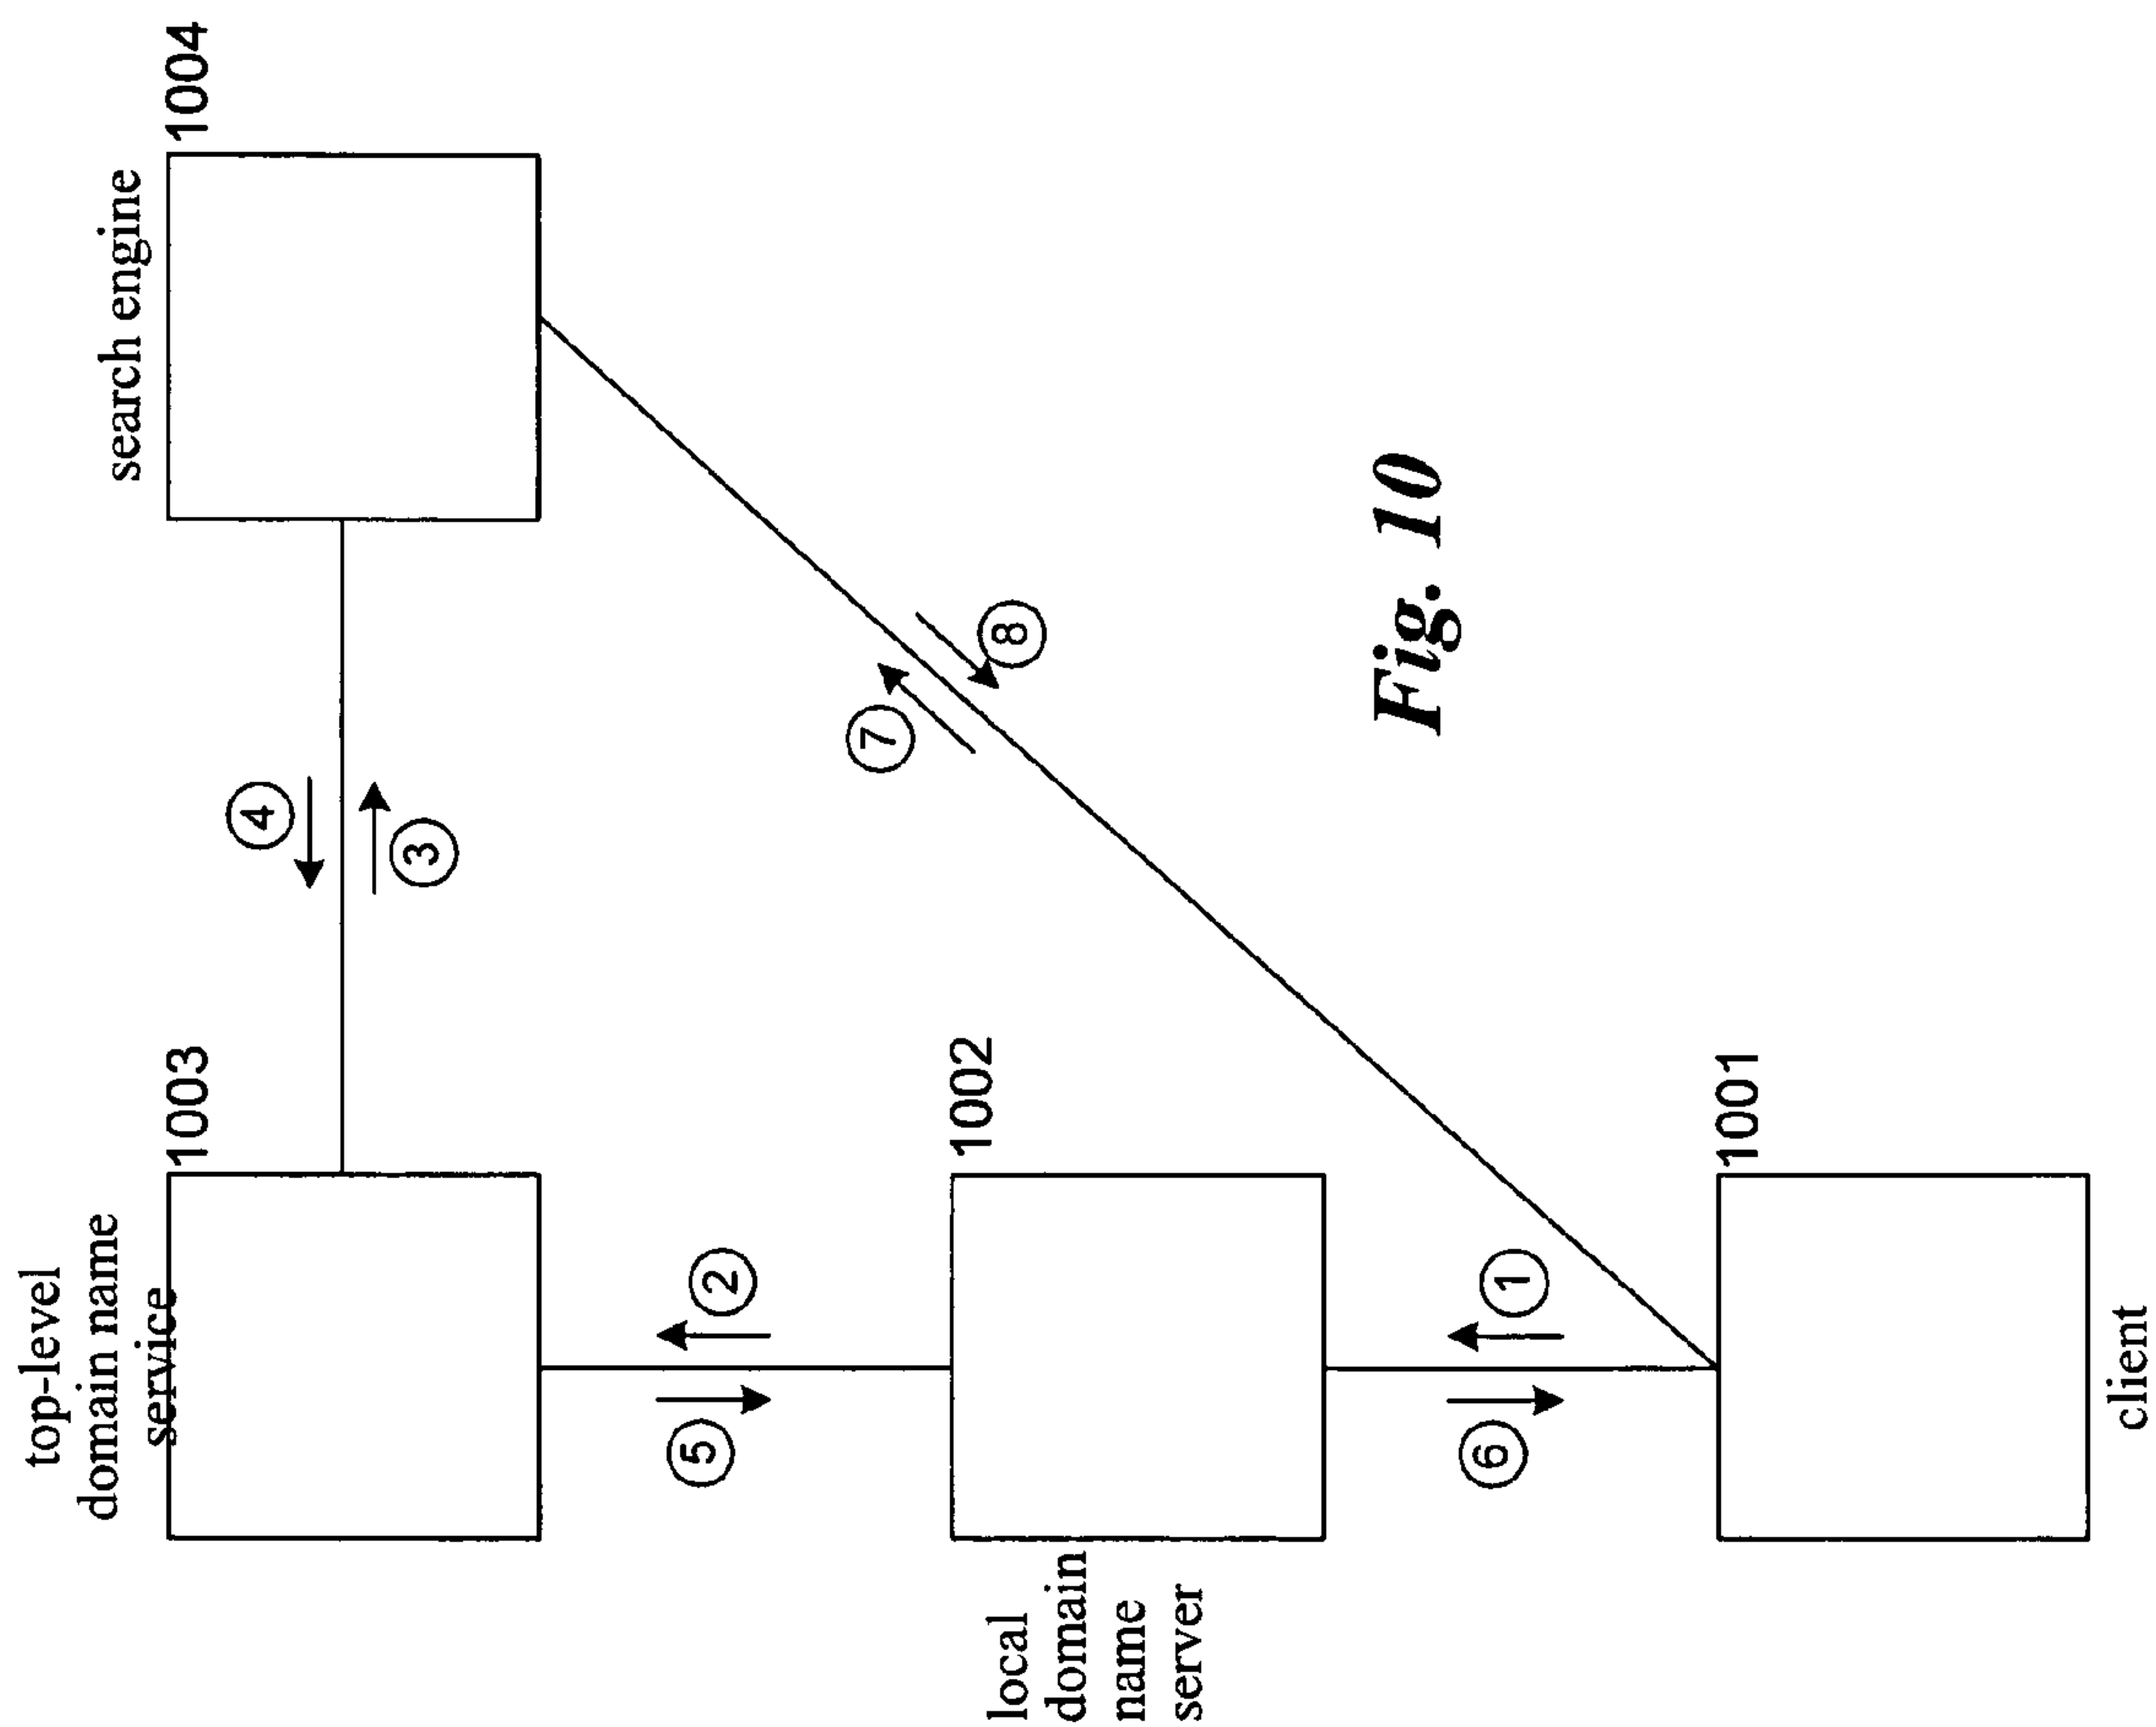 top-level
domain name
service
search engine
1003
1004
4
3
5
2
7
8
1002
local
domain
name
server
Fig. 10
6
1
1001
client